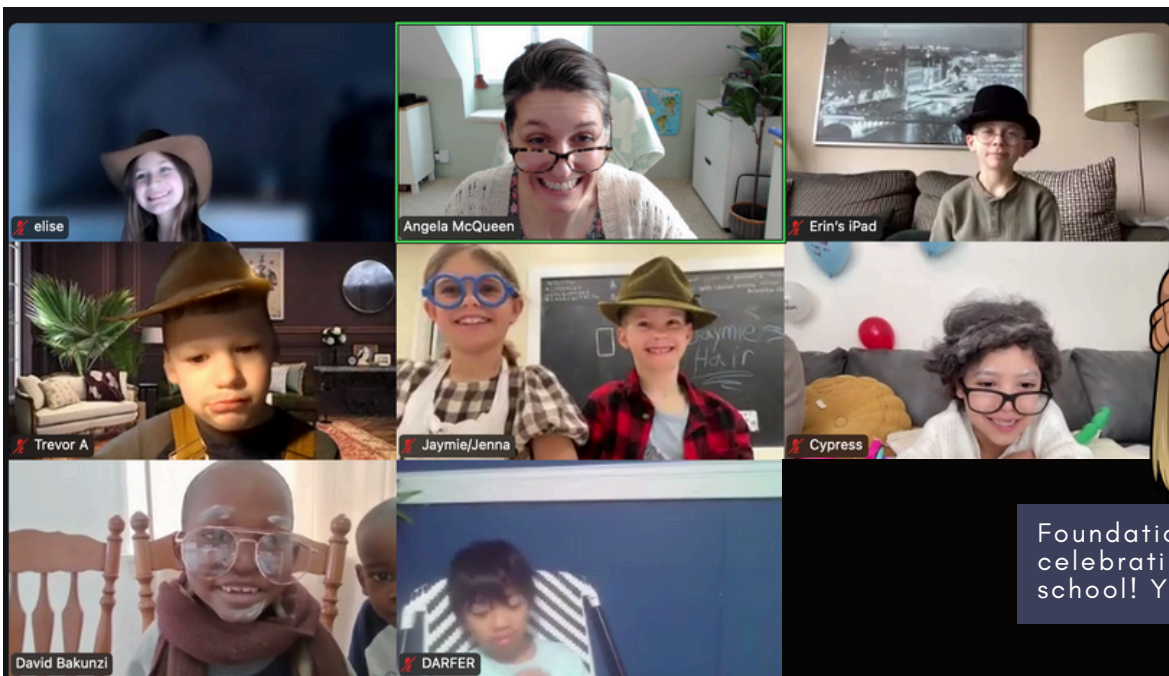 elise
Angela McQueen
Erin's iPad
Trevor A
Jaymie/Jenna
Jaymie
Hair
Cypress
David Bakunzi
DARFER
Foundatio
celebrati
school! Y